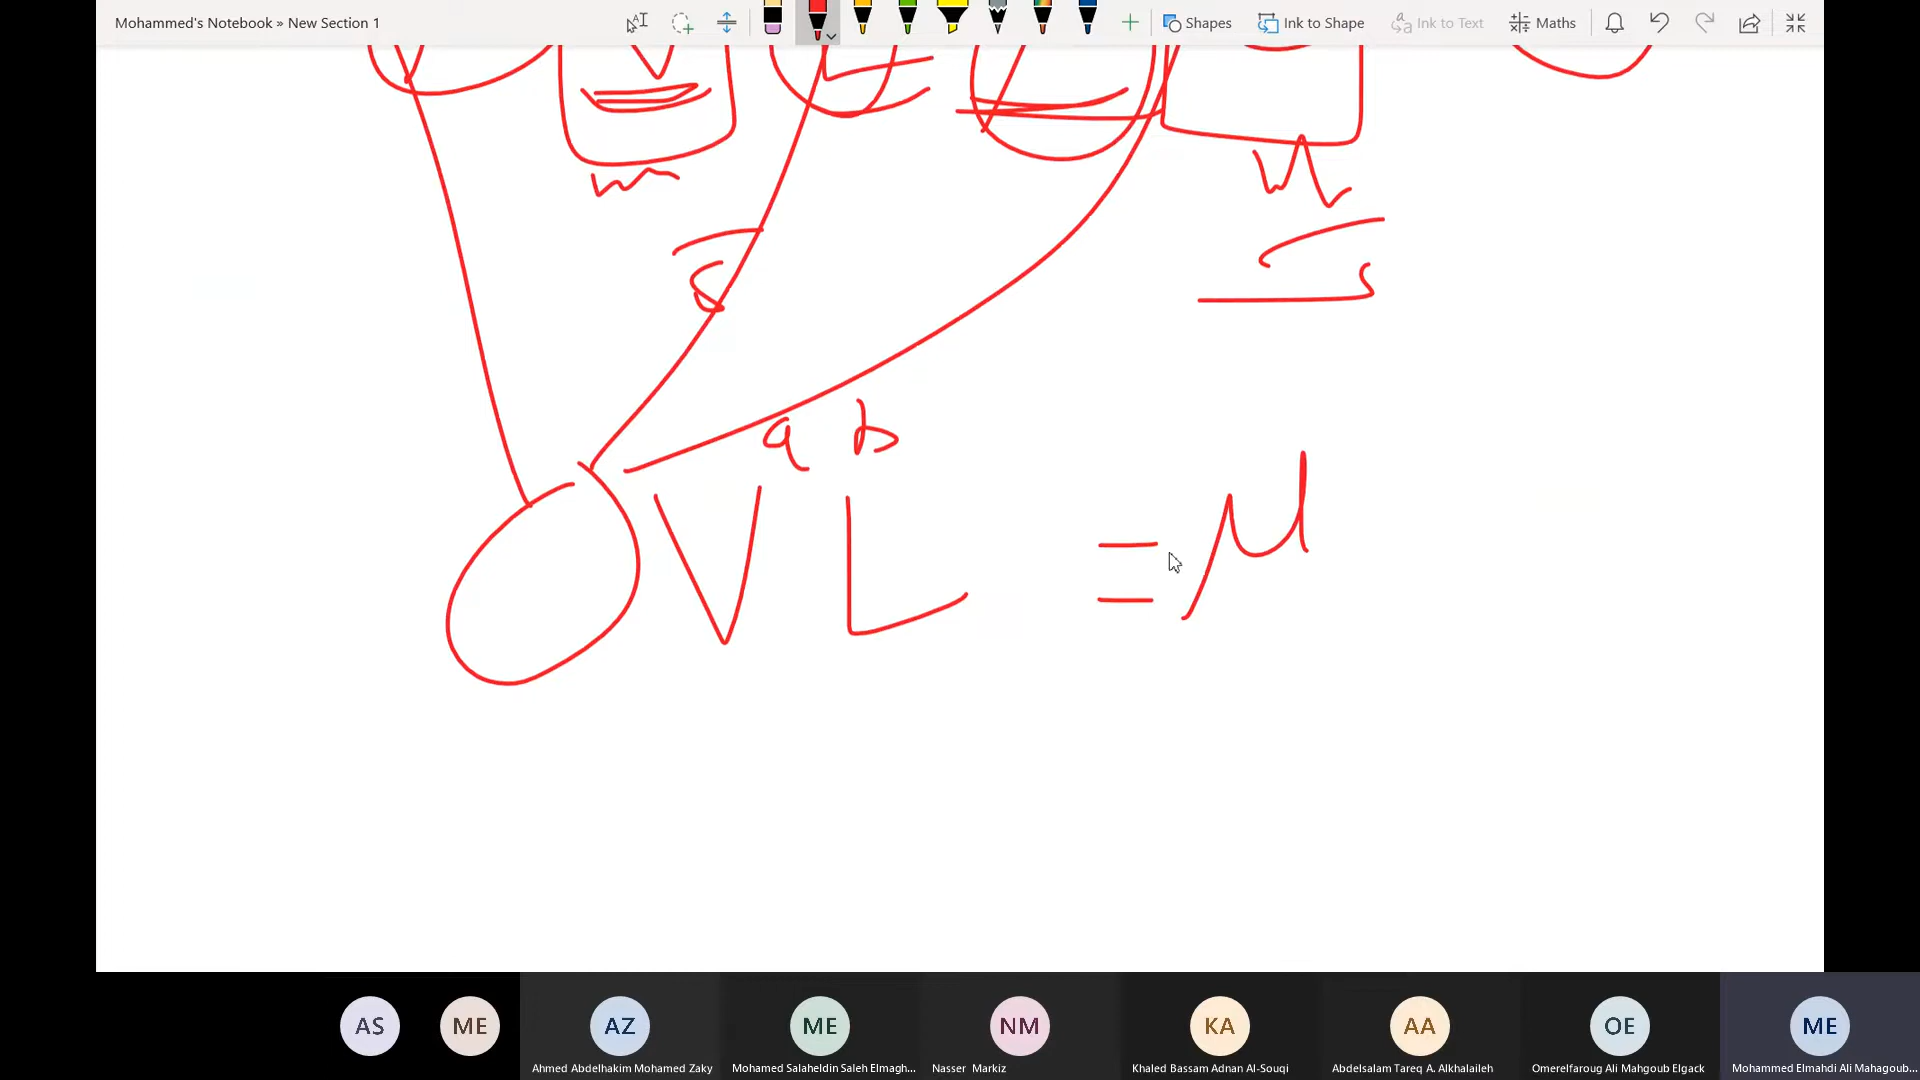 Mohammed's Notebook » New Section 1
Shapes Ink to Shape Ink to Text Maths
a b
V L = μ
AS ME AZ ME NM KA AA OE ME
Ahmed Abdelhakim Mohamed Zaky Mohamed Salaheldin Saleh Elmagh... Nasser Markiz Khaled Bassam Adnan Al-Souqi Abdelsalam Tareq A. Alkhalaileh Omerelfaroug Ali Mahgoub Elgack Mohammed Elmahdi Ali Mahagoub...